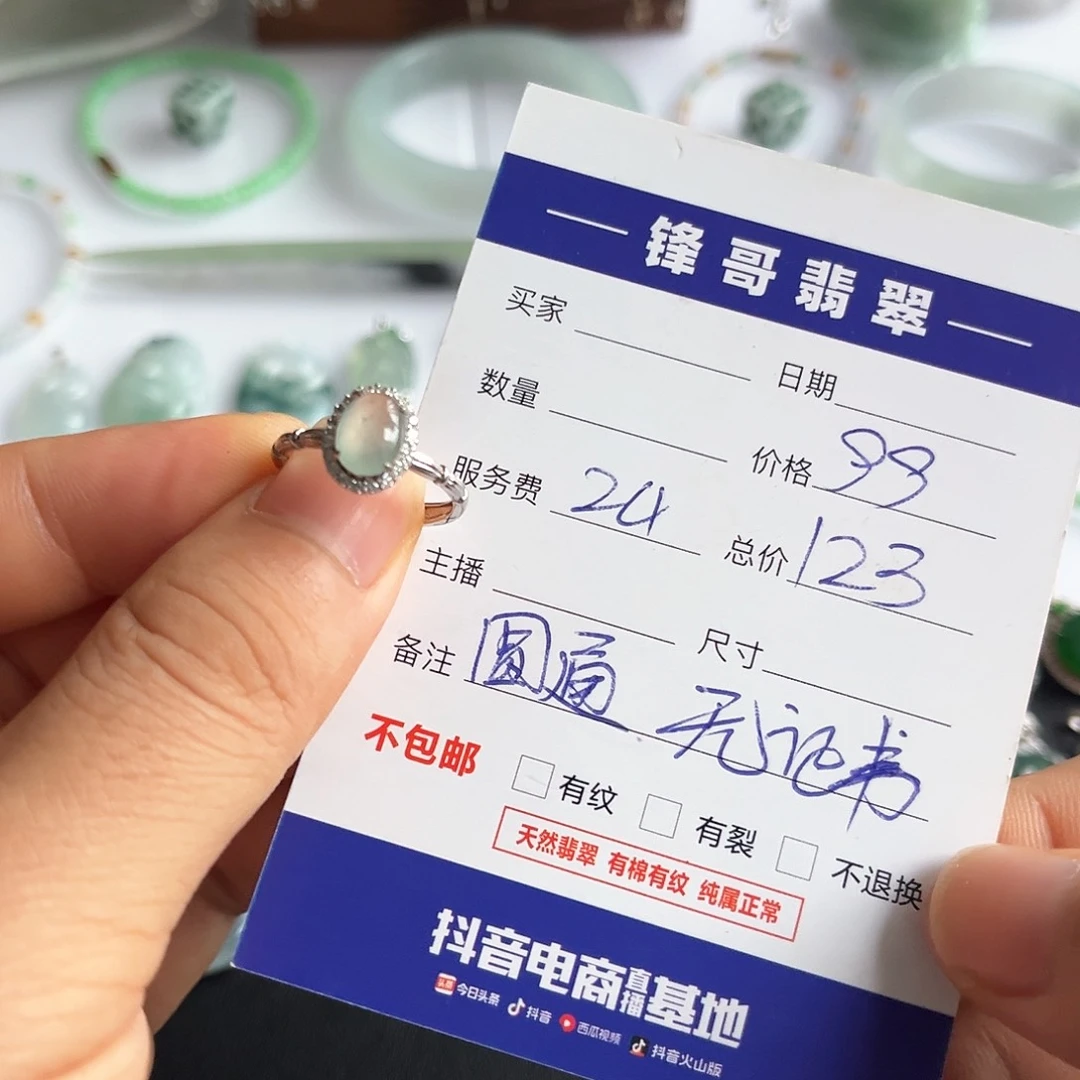 锋哥翡翠
买家 日期
数量 价格 99
服务费 24 总价 123
主播 尺寸
备注 圆通 无证书
不包邮 有纹 有裂 不退换
天然翡翠 有棉有纹 纯属正常
抖音电商直播基地
头条 今日头条 抖音 西瓜视频 抖音火山版